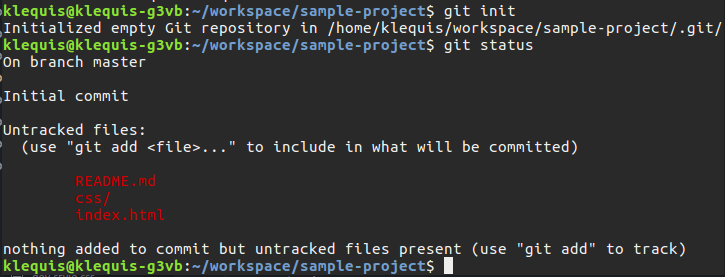 klequis@klequis-g3vb:~/workspace/sample-project$ git init
Initialized empty Git repository in /home/klequis/workspace/sample-project/.git/
klequis@klequis-g3vb:~/workspace/sample-project$ git status
On branch master
Initial commit
Untracked files:
  (use "git add <file>..." to include in what will be committed)
        README.md
        css/
        index.html
nothing added to commit but untracked files present (use "git add" to track)
klequis@klequis-g3vb:~/workspace/sample-project$